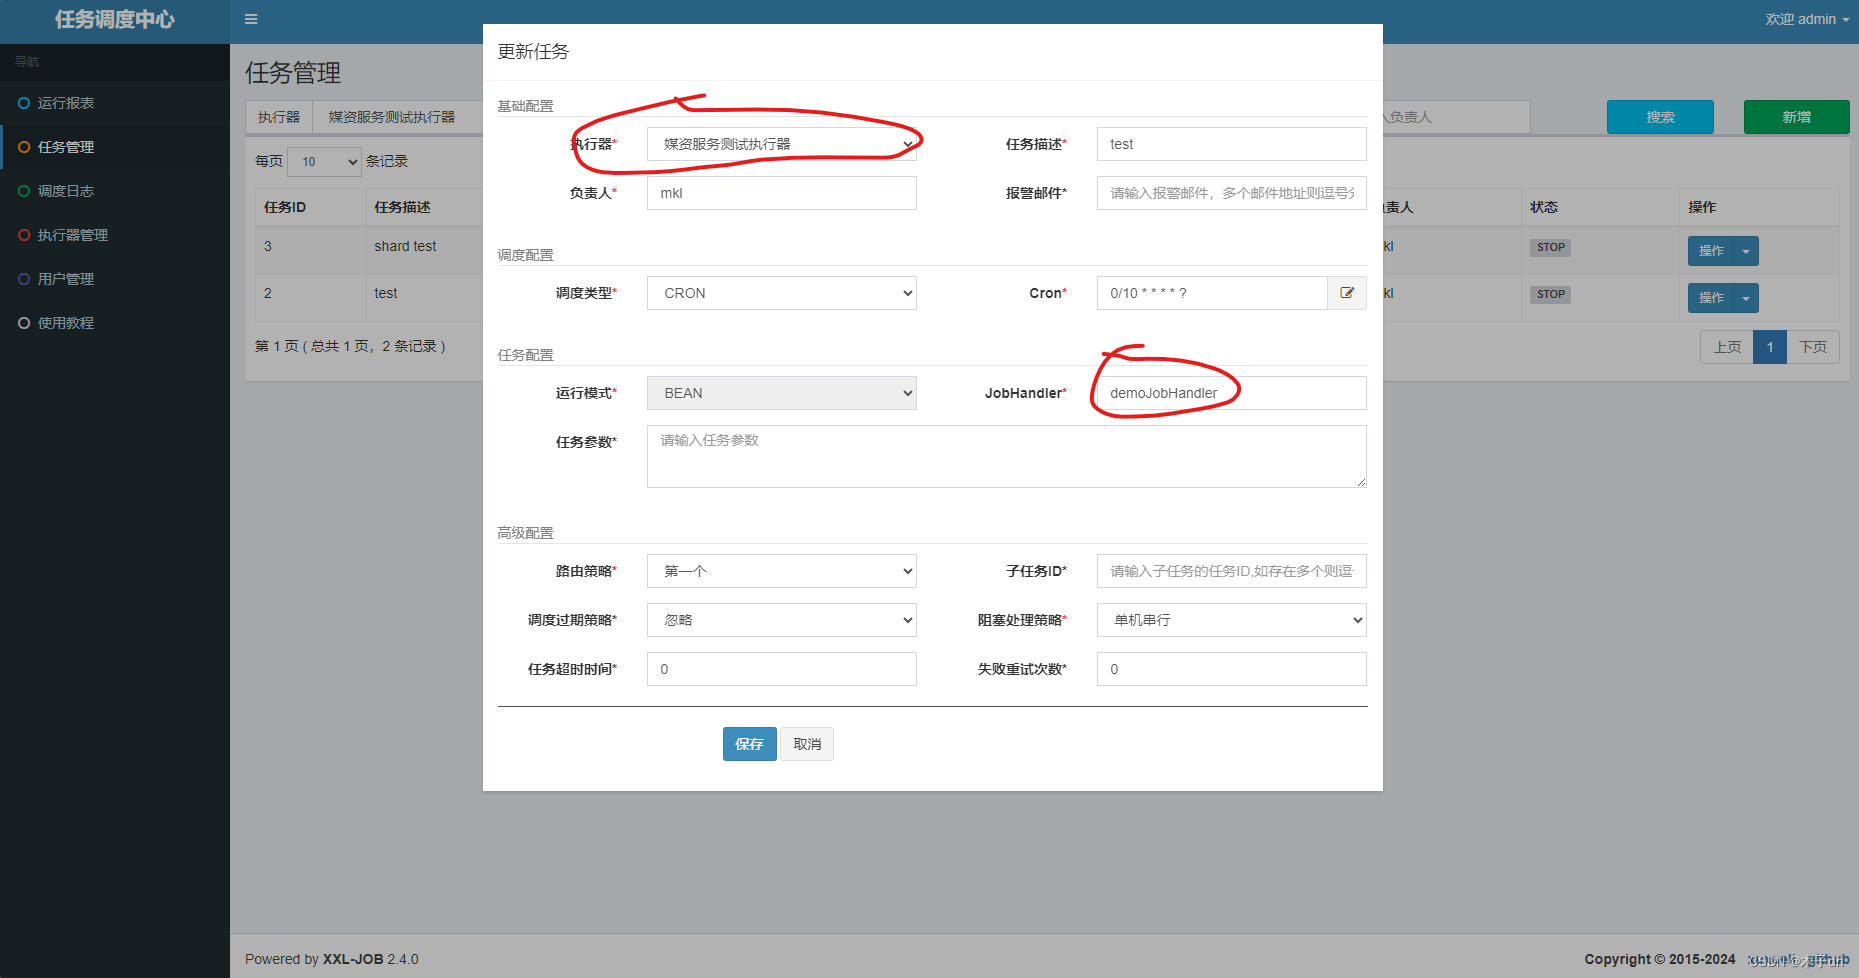 任务调度中心
欢迎 admin
导航
运行报表
任务管理
调度日志
执行器管理
用户管理
使用教程
任务管理
执行器 媒资服务测试执行器
负责人
搜索 新增
每页 10 条记录
任务ID 任务描述 责人 状态 操作
3 shard test kl STOP 操作
2 test kl STOP 操作
第 1 页 ( 总共 1 页，2 条记录 )
上页 1 下页
更新任务
基础配置
执行器* 媒资服务测试执行器 任务描述* test
负责人* mkl 报警邮件* 请输入报警邮件，多个邮件地址则逗号分
调度配置
调度类型* CRON Cron* 0/10 * * * * ?
任务配置
运行模式* BEAN JobHandler* demoJobHandler
任务参数* 请输入任务参数
高级配置
路由策略* 第一个 子任务ID* 请输入子任务的任务ID,如存在多个则逗
调度过期策略* 忽略 阻塞处理策略* 单机串行
任务超时时间* 0 失败重试次数* 0
保存 取消
Powered by XXL-JOB 2.4.0
Copyright © 2015-2024